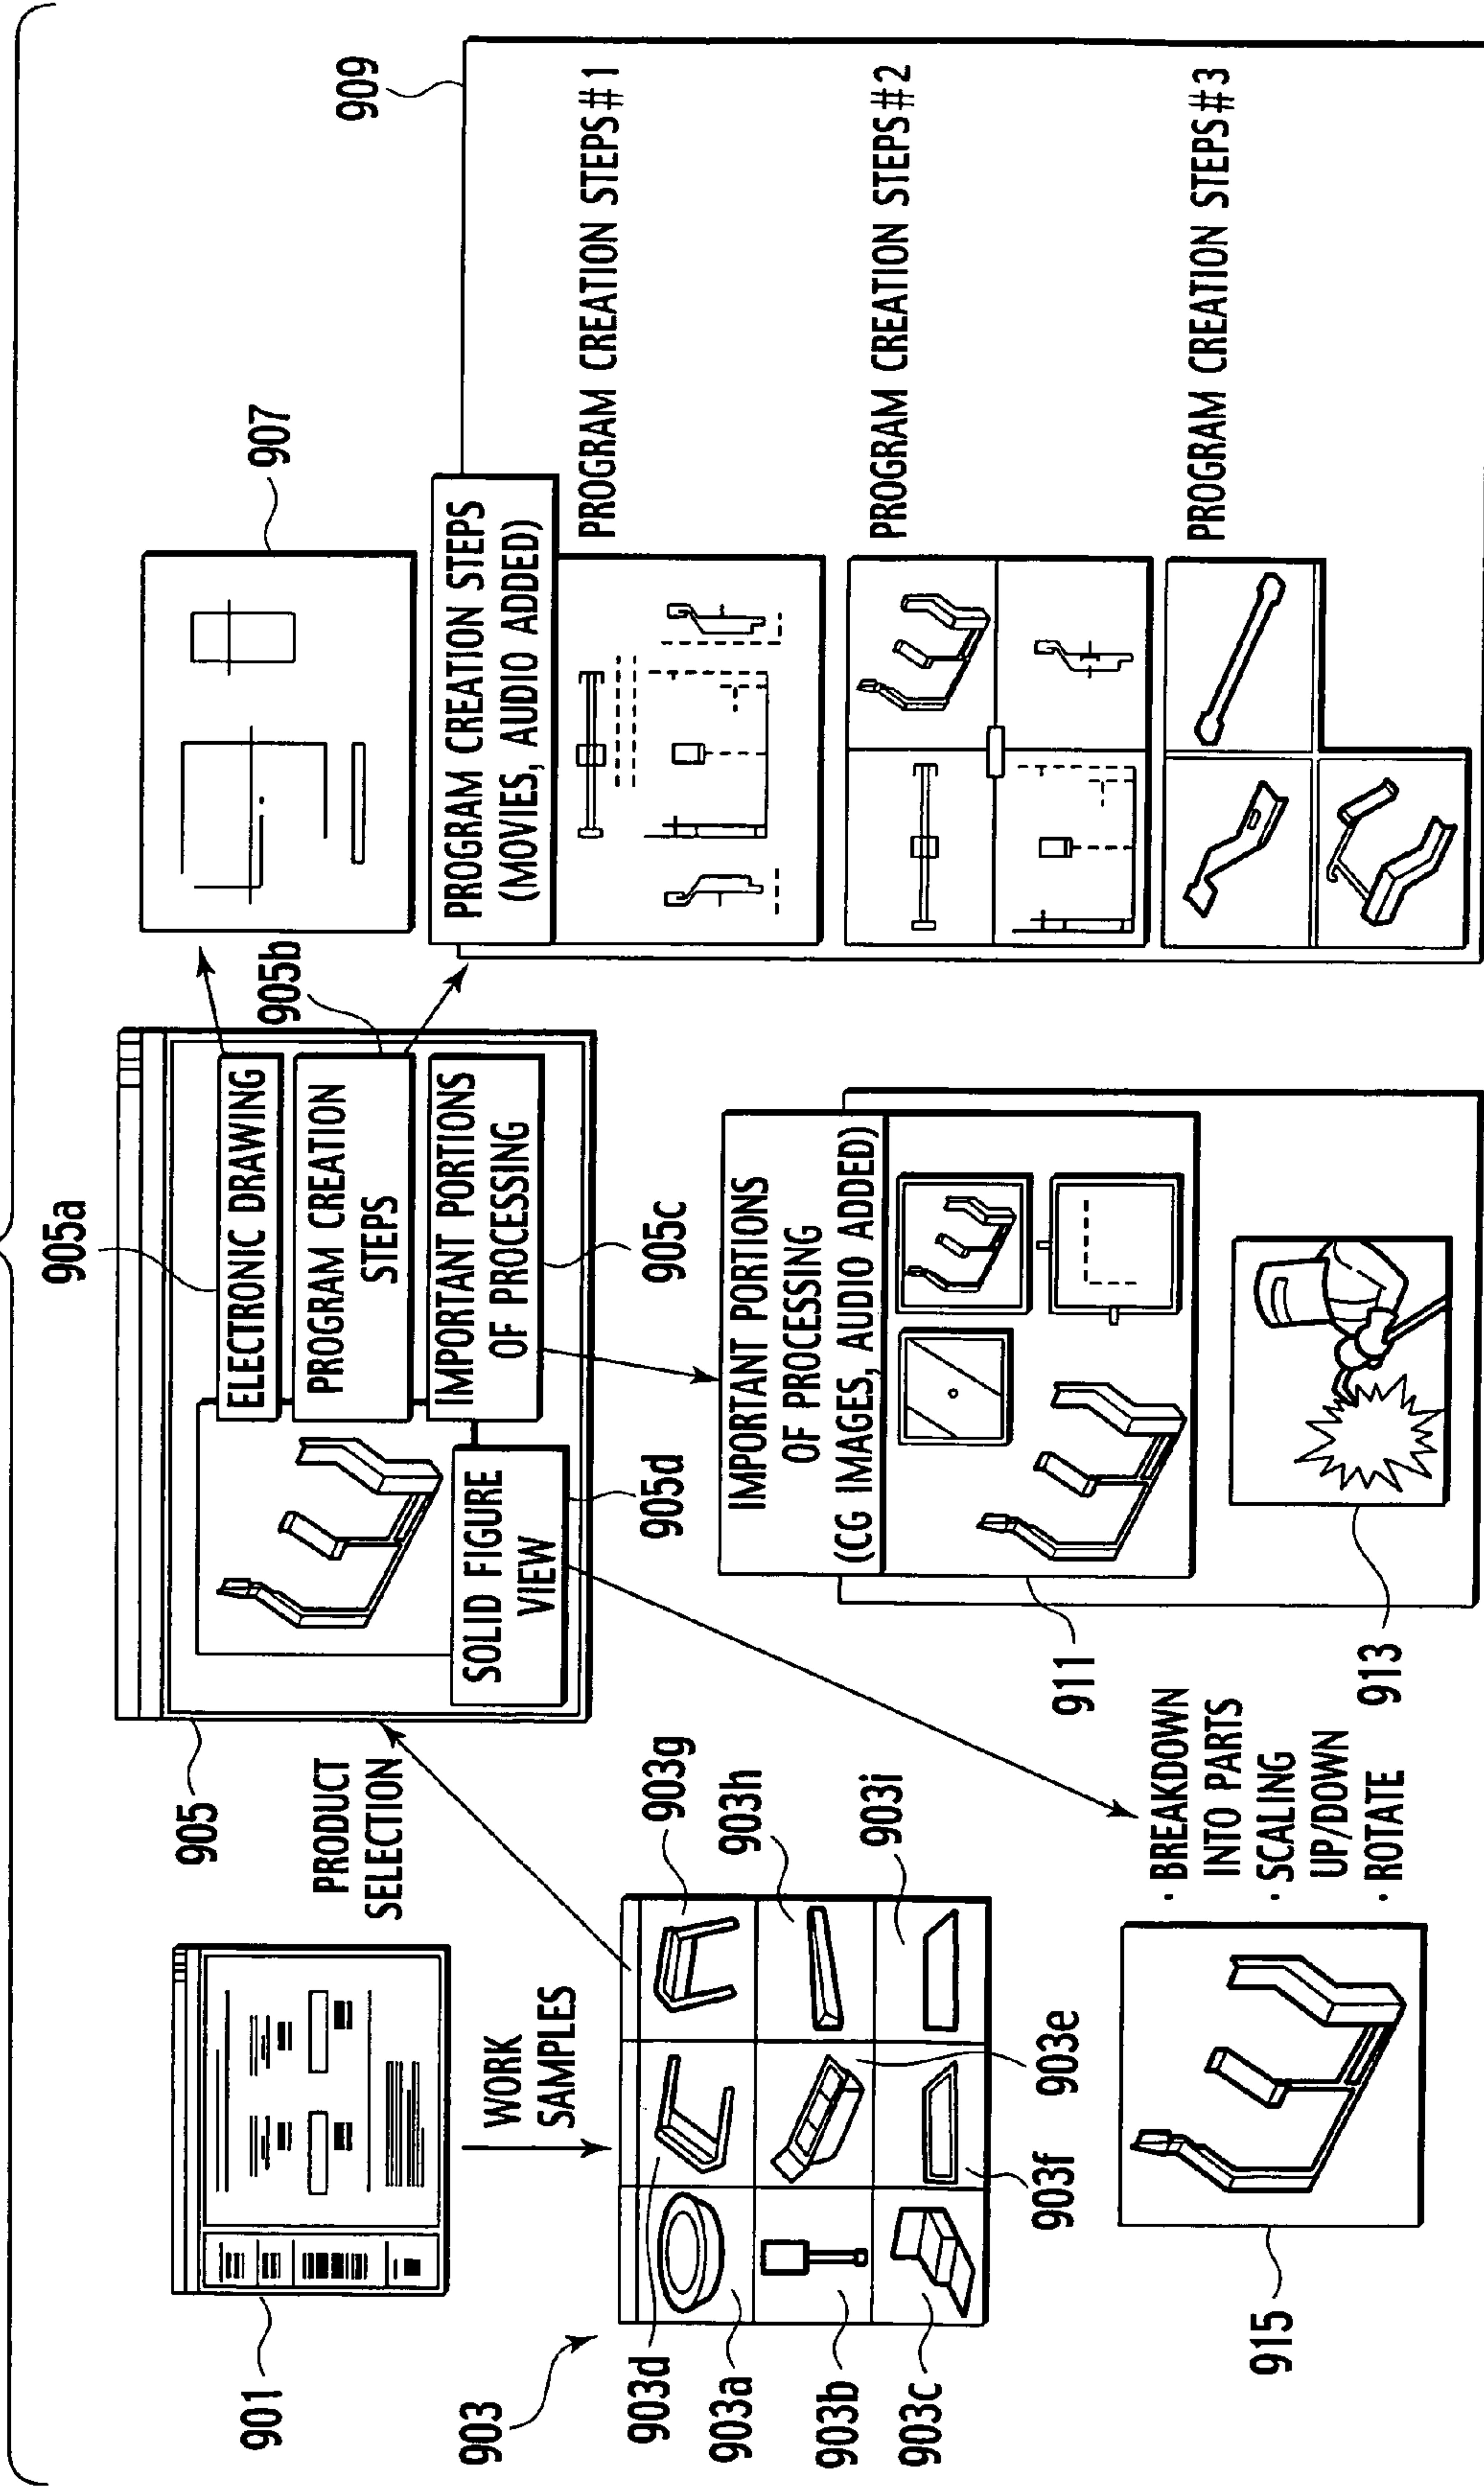 901
WORK
SAMPLES
903
903a
903b
903c
903d
903e
903f
903g
903h
903i
PRODUCT
SELECTION
905
905a
905b
905c
905d
ELECTRONIC DRAWING
PROGRAM CREATION
STEPS
IMPORTANT PORTIONS
OF PROCESSING
SOLID FIGURE
VIEW
907
909
PROGRAM CREATION STEPS
(MOVIES, AUDIO ADDED)
PROGRAM CREATION STEPS#1
PROGRAM CREATION STEPS#2
PROGRAM CREATION STEPS#3
IMPORTANT PORTIONS
OF PROCESSING
(CG IMAGES, AUDIO ADDED)
911
913
915
· BREAKDOWN
INTO PARTS
· SCALING
UP/DOWN
· ROTATE